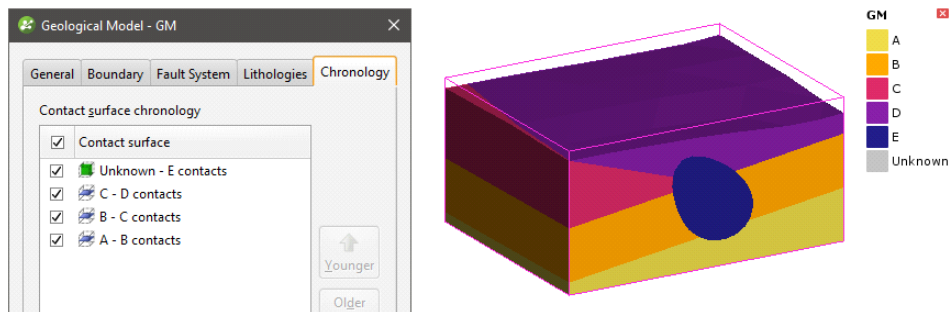 Geological Model - GM
General
Boundary
Fault System
Lithologies
Chronology
Contact surface chronology
Contact surface
Unknown - E contacts
C - D contacts
B - C contacts
A - B contacts
Younger
Older
GM
A
B
C
D
E
Unknown